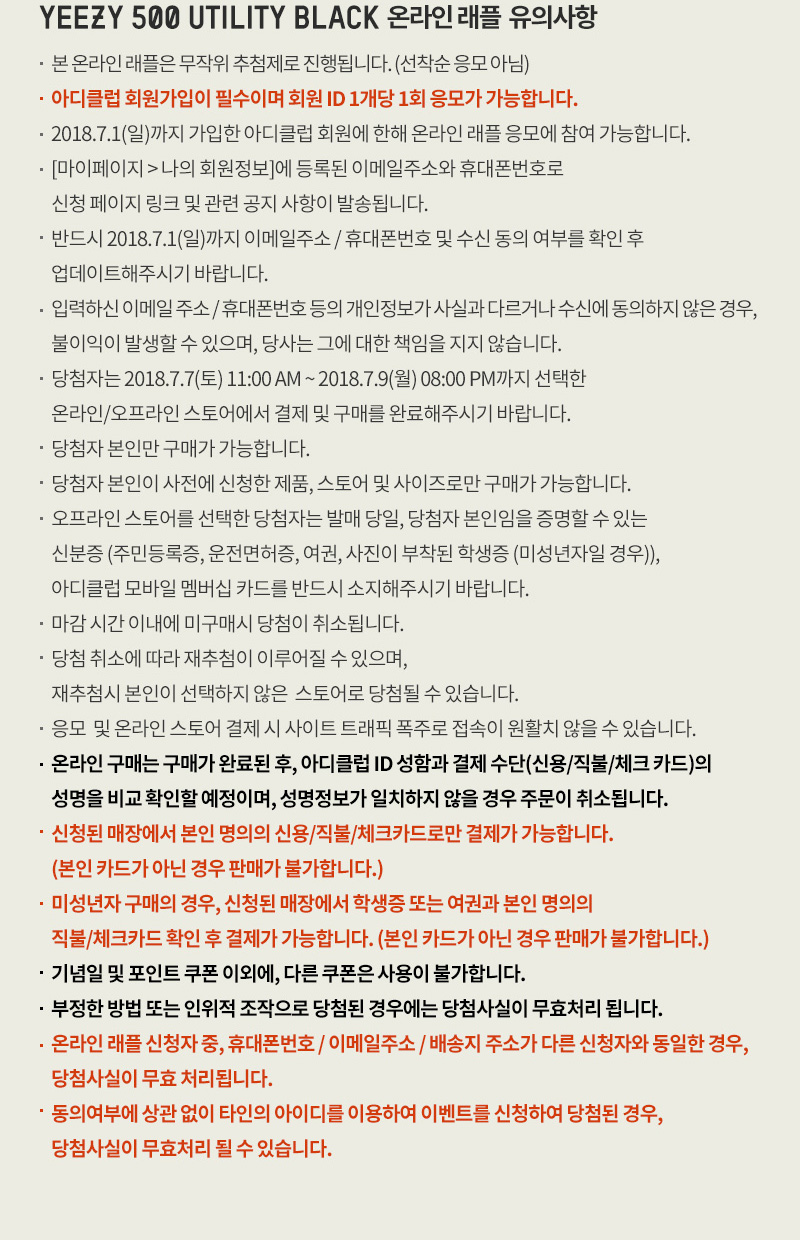 YEEZY 500 UTILITY BLACK 온라인 래플 유의사항
· 본 온라인 래플은 무작위 추첨제로 진행됩니다. (선착순 응모 아님)
· 아디클럽 회원가입이 필수이며 회원 ID 1개당 1회 응모가 가능합니다.
· 2018.7.1(일)까지 가입한 아디클럽 회원에 한해 온라인 래플 응모에 참여 가능합니다.
· [마이페이지 > 나의 회원정보]에 등록된 이메일주소와 휴대폰번호로
신청 페이지 링크 및 관련 공지 사항이 발송됩니다.
· 반드시 2018.7.1(일)까지 이메일주소 / 휴대폰번호 및 수신 동의 여부를 확인 후
업데이트해주시기 바랍니다.
· 입력하신 이메일 주소 / 휴대폰번호 등의 개인정보가 사실과 다르거나 수신에 동의하지 않은 경우,
불이익이 발생할 수 있으며, 당사는 그에 대한 책임을 지지 않습니다.
· 당첨자는 2018.7.7(토) 11:00 AM ~ 2018.7.9(월) 08:00 PM까지 선택한
온라인/오프라인 스토어에서 결제 및 구매를 완료해주시기 바랍니다.
· 당첨자 본인만 구매가 가능합니다.
· 당첨자 본인이 사전에 신청한 제품, 스토어 및 사이즈로만 구매가 가능합니다.
· 오프라인 스토어를 선택한 당첨자는 발매 당일, 당첨자 본인임을 증명할 수 있는
신분증 (주민등록증, 운전면허증, 여권, 사진이 부착된 학생증 (미성년자일 경우)),
아디클럽 모바일 멤버십 카드를 반드시 소지해주시기 바랍니다.
· 마감 시간 이내에 미구매시 당첨이 취소됩니다.
· 당첨 취소에 따라 재추첨이 이루어질 수 있으며,
재추첨시 본인이 선택하지 않은 스토어로 당첨될 수 있습니다.
· 응모 및 온라인 스토어 결제 시 사이트 트래픽 폭주로 접속이 원활치 않을 수 있습니다.
· 온라인 구매는 구매가 완료된 후, 아디클럽 ID 성함과 결제 수단(신용/직불/체크 카드)의
성명을 비교 확인할 예정이며, 성명정보가 일치하지 않을 경우 주문이 취소됩니다.
· 신청된 매장에서 본인 명의의 신용/직불/체크카드로만 결제가 가능합니다.
(본인 카드가 아닌 경우 판매가 불가합니다.)
· 미성년자 구매의 경우, 신청된 매장에서 학생증 또는 여권과 본인 명의의
직불/체크카드 확인 후 결제가 가능합니다. (본인 카드가 아닌 경우 판매가 불가합니다.)
· 기념일 및 포인트 쿠폰 이외에, 다른 쿠폰은 사용이 불가합니다.
· 부정한 방법 또는 인위적 조작으로 당첨된 경우에는 당첨사실이 무효처리 됩니다.
· 온라인 래플 신청자 중, 휴대폰번호 / 이메일주소 / 배송지 주소가 다른 신청자와 동일한 경우,
당첨사실이 무효 처리됩니다.
· 동의여부에 상관 없이 타인의 아이디를 이용하여 이벤트를 신청하여 당첨된 경우,
당첨사실이 무효처리 될 수 있습니다.